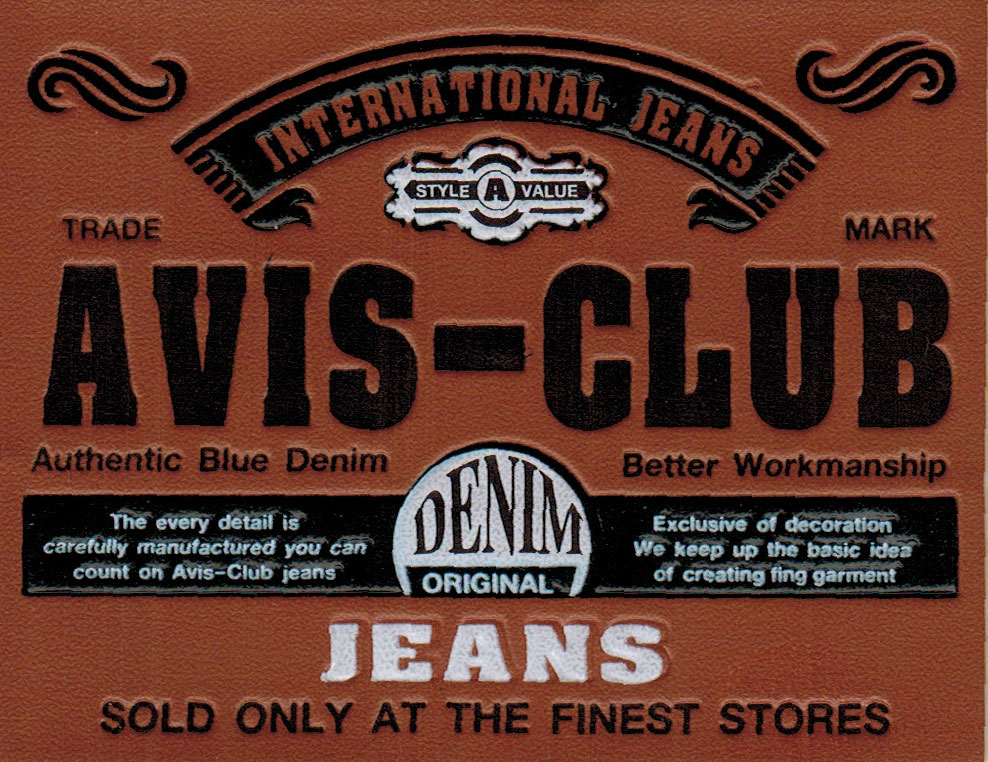 INTERNATIONAL JEANS
STYLE A VALUE
TRADE MARK
AVIS-CLUB
Authentic Blue Denim
Better Workmanship
The every detail is
carefully manufactured you can
count on Avis-Club jeans
DENIM
ORIGINAL
Exclusive of decoration
We keep up the basic idea
of creating fing garment
JEANS
SOLD ONLY AT THE FINEST STORES